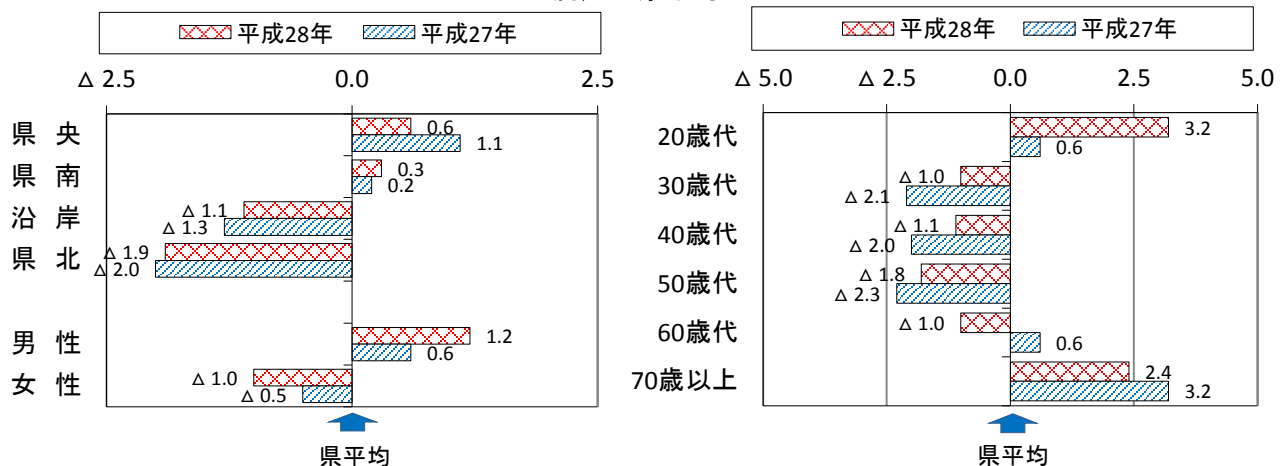 平成28年 平成27年
△ 2.5 0.0 2.5
県 央 0.6
1.1
県 南 0.3
0.2
沿 岸 △ 1.1
△ 1.3
県 北 △ 1.9
△ 2.0
男 性 1.2
0.6
女 性 △ 1.0
△ 0.5
県平均
平成28年 平成27年
△ 5.0 △ 2.5 0.0 2.5 5.0
20歳代 3.2
0.6
30歳代 △ 1.0
△ 2.1
40歳代 △ 1.1
△ 2.0
50歳代 △ 1.8
△ 2.3
60歳代 △ 1.0
0.6
70歳以上 2.4
3.2
県平均